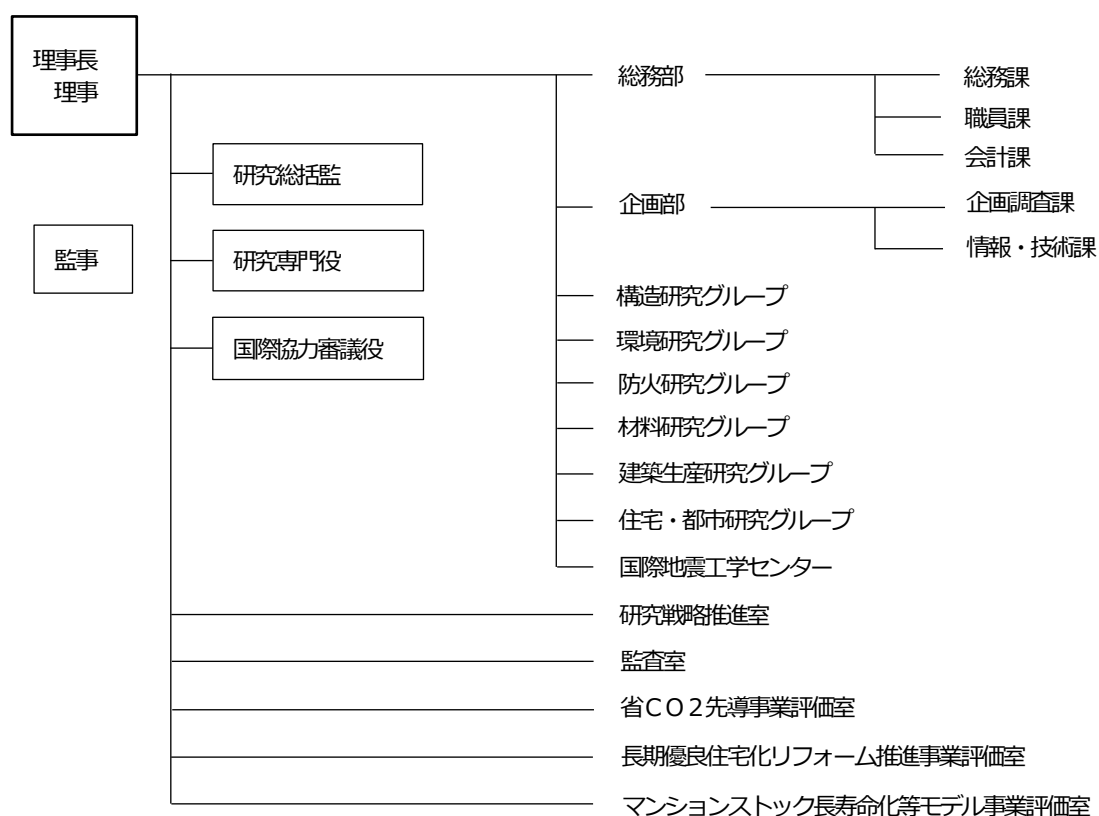 理事長
理事
総務部
総務課
職員課
会計課
研究総括監
企画部
企画調査課
監事
研究専門役
情報・技術課
構造研究グループ
国際協力審議役
環境研究グループ
防火研究グループ
材料研究グループ
建築生産研究グループ
住宅・都市研究グループ
国際地震工学センター
研究戦略推進室
監査室
省CO2先導事業評価室
長期優良住宅化リフォーム推進事業評価室
マンションストック長寿命化等モデル事業評価室